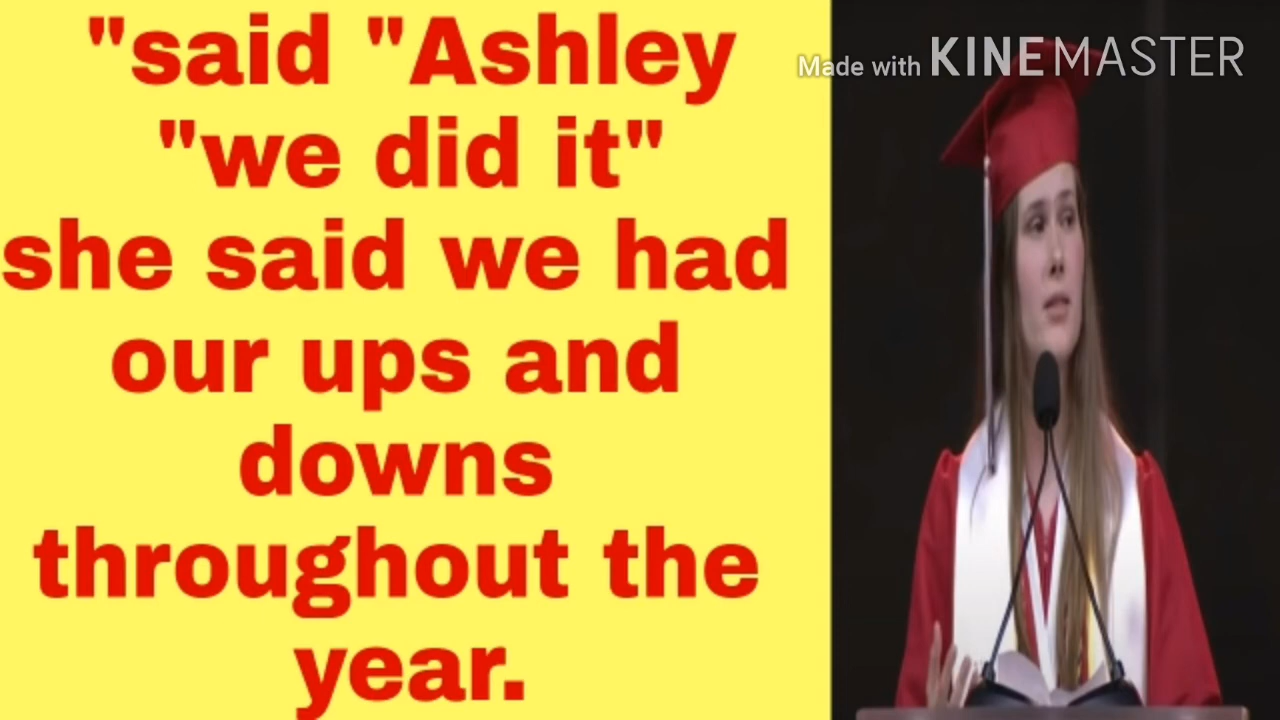 "said "Ashley
"we did it"
she said we had
our ups and
downs
throughout the
year.
Made with KINEMASTER